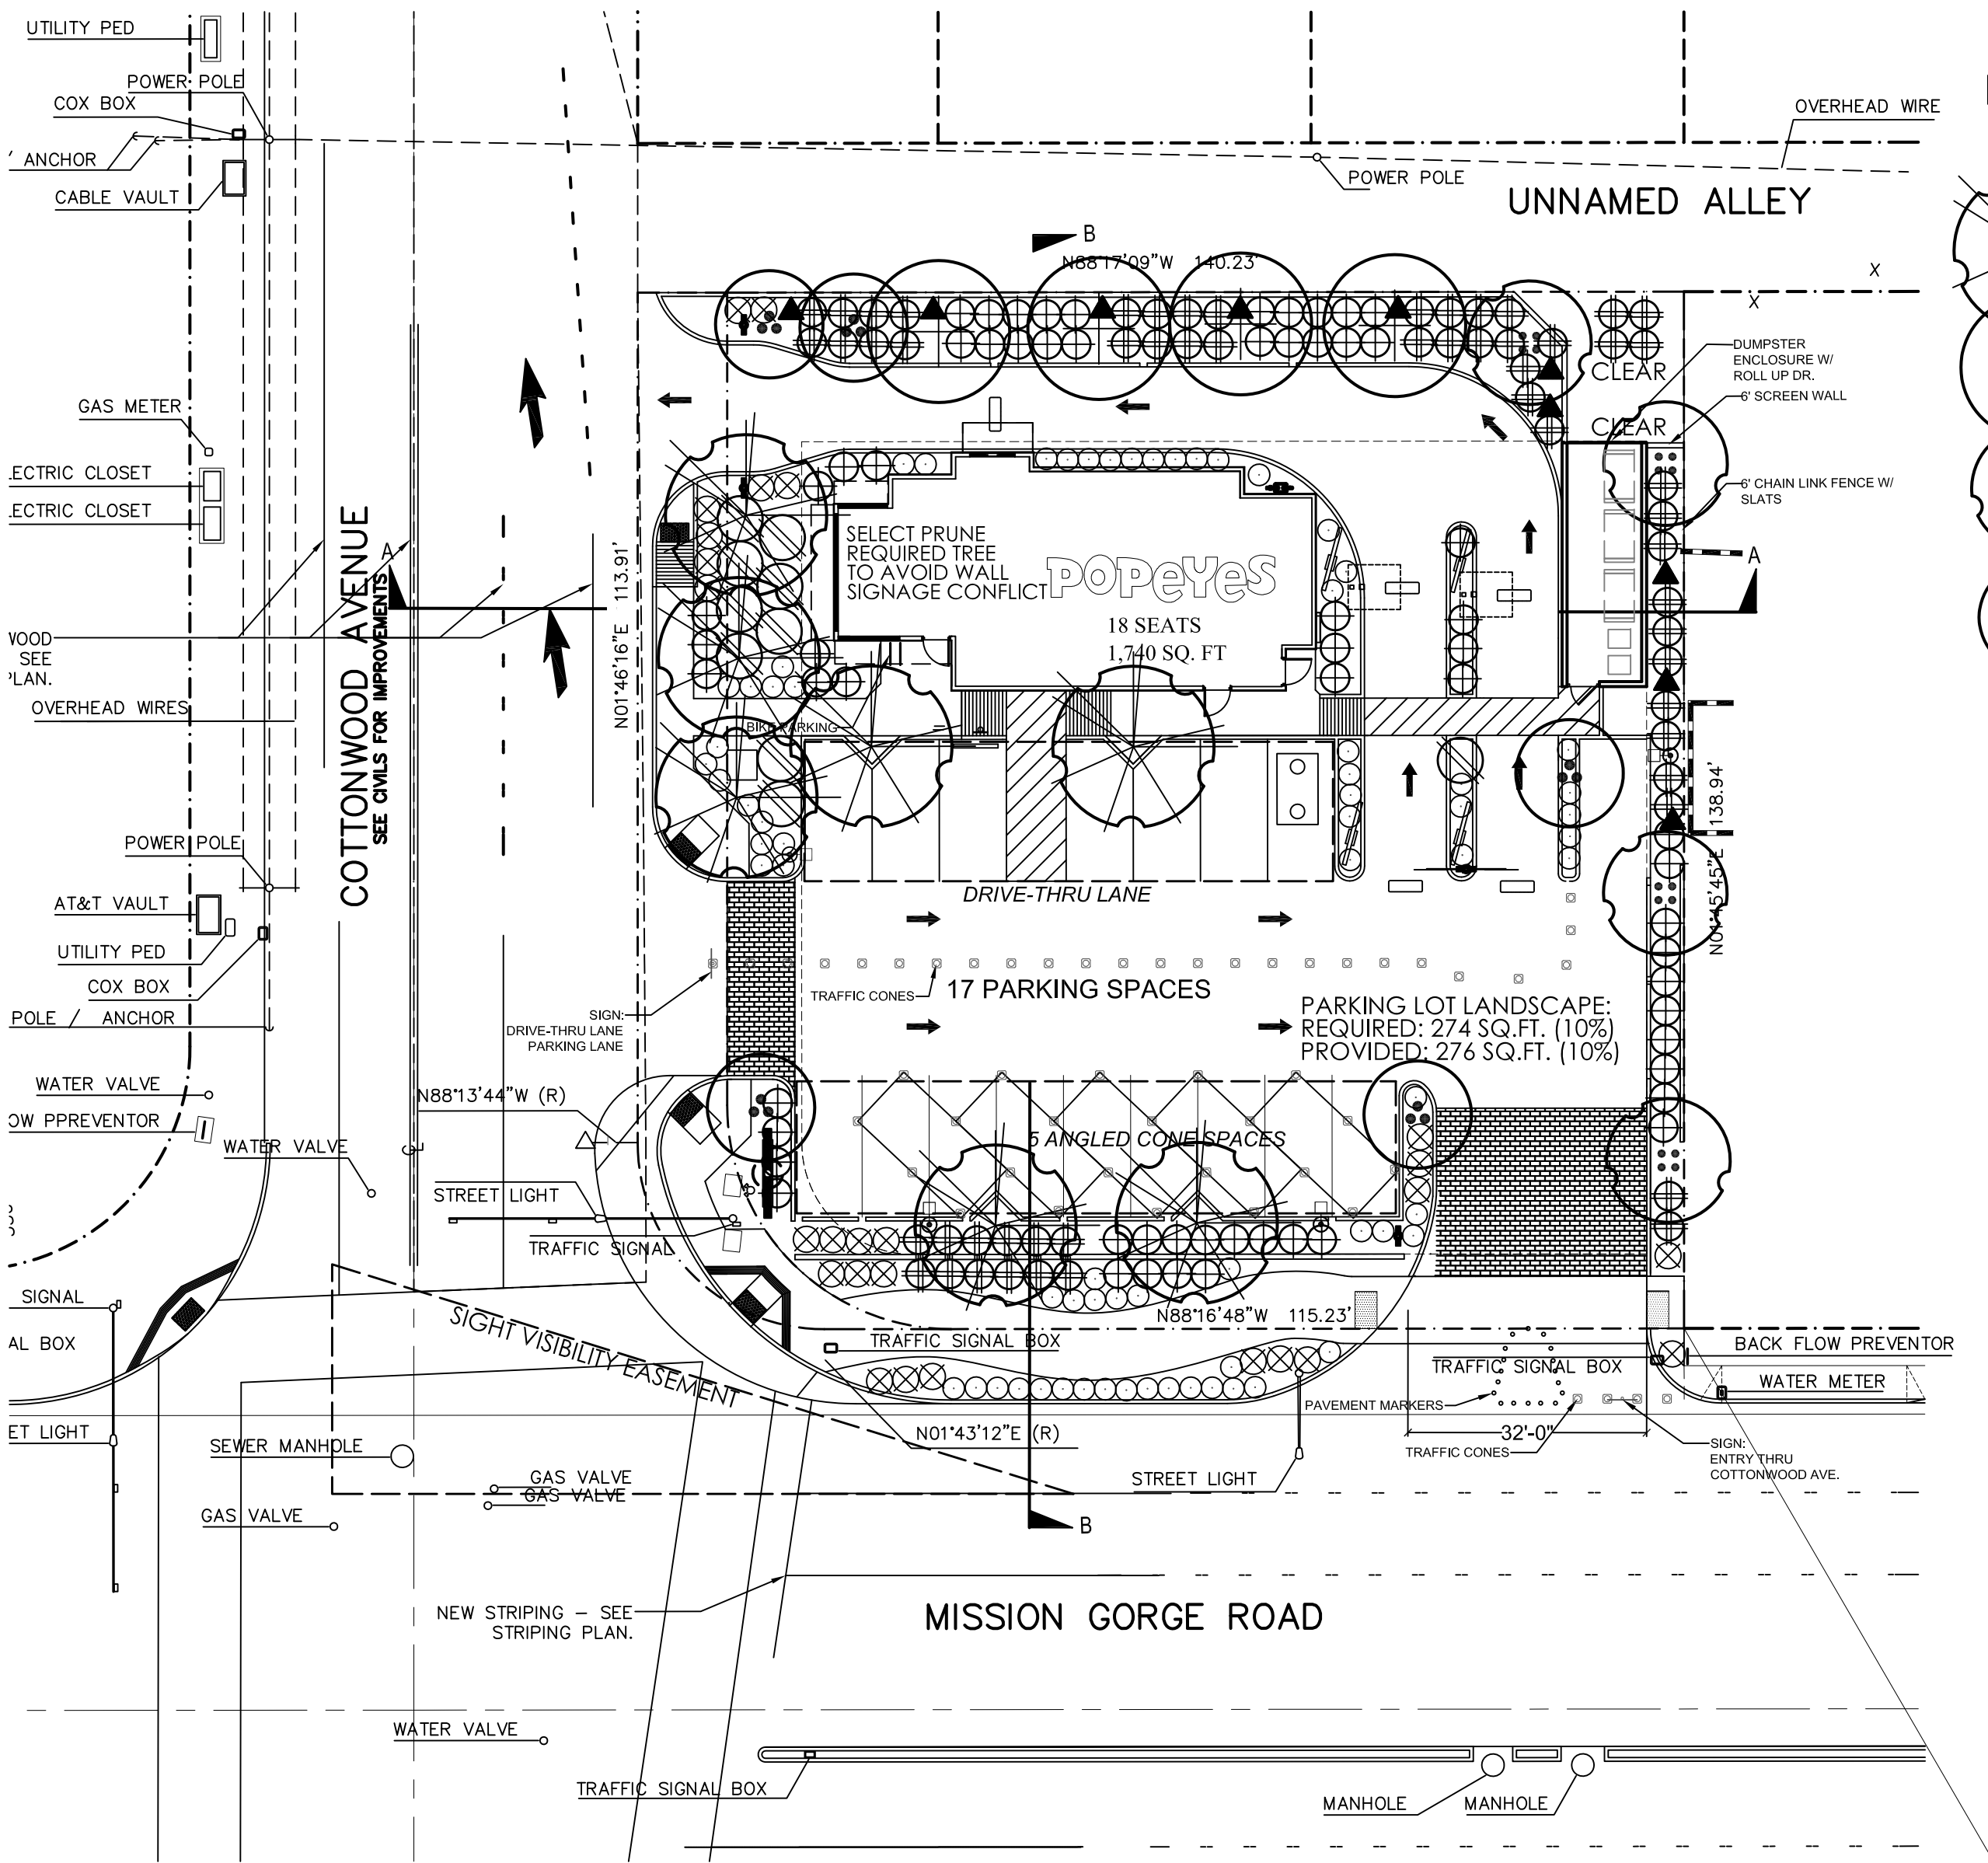 UTILITY PED
POWER POLE
COX BOX
ANCHOR
CABLE VAULT
OVERHEAD WIRE
POWER POLE
UNNAMED ALLEY
B
N88°17'09"W 140.23'
X
X
DUMPSTER
ENCLOSURE W/
ROLL UP DR.
CLEAR
6' SCREEN WALL
CLEAR
GAS METER
ECTRIC CLOSET
6' CHAIN LINK FENCE W/
SLATS
ECTRIC CLOSET
COTTONWOOD AVENUE
SEE CIVILS FOR IMPROVEMENTS
A
N01°46'16"E 113.91'
SELECT PRUNE
REQUIRED TREE
TO AVOID WALL
SIGNAGE CONFLICT
POPEYES
18 SEATS
1,740 SQ. FT
A
WOOD
SEE
PLAN.
OVERHEAD WIRES
BIKE PARKING
N01°45'45"E 138.94'
POWER POLE
DRIVE-THRU LANE
AT&T VAULT
UTILITY PED
COX BOX
TRAFFIC CONES
17 PARKING SPACES
POLE / ANCHOR
SIGN:
DRIVE-THRU LANE
PARKING LANE
PARKING LOT LANDSCAPE:
REQUIRED: 274 SQ.FT. (10%)
PROVIDED: 276 SQ.FT. (10%)
WATER VALVE
N88°13'44"W (R)
OW PPREVENTOR
WATER VALVE
5 ANGLED CONE SPACES
STREET LIGHT
TRAFFIC SIGNAL
SIGNAL
SIGHT VISIBILITY EASEMENT
N88°16'48"W 115.23'
AL BOX
TRAFFIC SIGNAL BOX
TRAFFIC SIGNAL BOX
BACK FLOW PREVENTOR
WATER METER
PAVEMENT MARKERS
ET LIGHT
N01°43'12"E (R)
32'-0"
SEWER MANHOLE
TRAFFIC CONES
SIGN:
ENTRY THRU
COTTONWOOD AVE.
GAS VALVE
GAS VALVE
STREET LIGHT
GAS VALVE
B
NEW STRIPING – SEE
STRIPING PLAN.
MISSION GORGE ROAD
WATER VALVE
TRAFFIC SIGNAL BOX
MANHOLE
MANHOLE